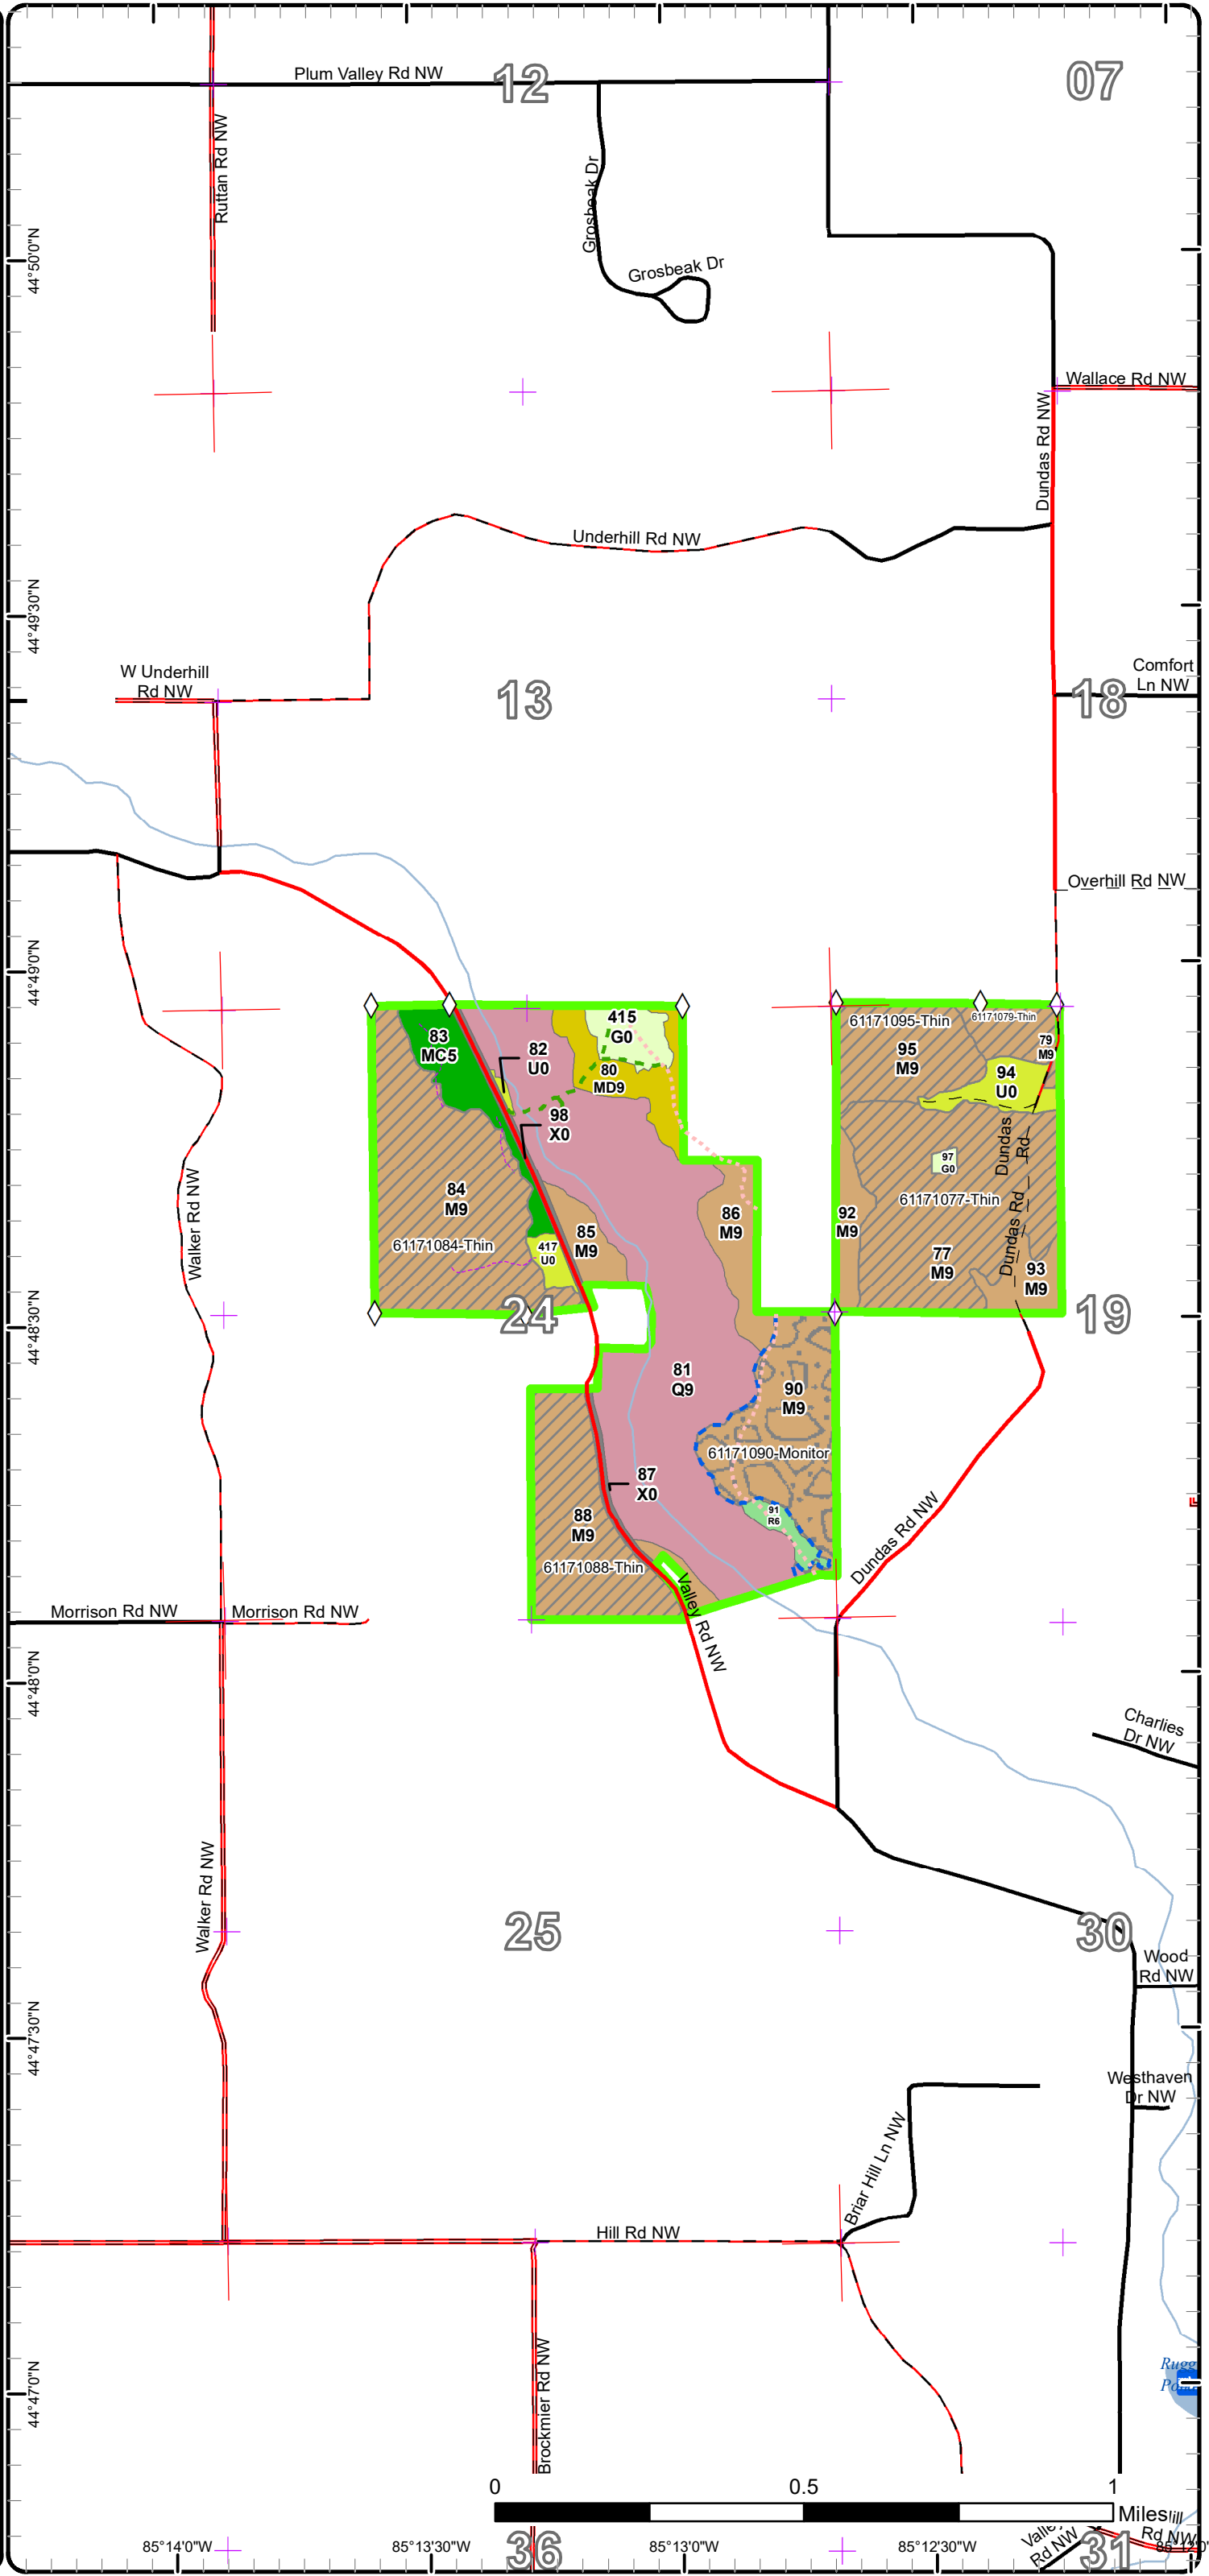 Plum Valley Rd NW
12
07
Ruttan Rd NW
Grosbeak Dr
Grosbeak Dr
44°50'0"N
Wallace Rd NW
Dundas Rd NW
Underhill Rd NW
44°49'30"N
W Underhill
Rd NW
13
Comfort
Ln NW
18
Overhill Rd NW
44°49'0"N
83
MC5
82
U0
415
G0
80
MD9
98
X0
61171095-Thin
61171079-Thin
95
M9
79
M9
94
U0
97
G0
Dundas
Rd
61171077-Thin
Walker Rd NW
84
M9
61171084-Thin
85
M9
417
U0
86
M9
92
M9
77
M9
Dundas Rd
93
M9
44°48'30"N
24
19
81
Q9
90
M9
61171090-Monitor
87
X0
88
M9
61171088-Thin
91
R6
Dundas Rd NW
Valley Rd NW
Morrison Rd NW
Morrison Rd NW
44°48'0"N
Charlies
Dr NW
Walker Rd NW
25
30
Wood
Rd NW
44°47'30"N
Westhaven
Dr NW
Briar Hill Ln NW
Hill Rd NW
Brockmier Rd NW
44°47'0"N
Rugg
0
0.5
1
Miles
ill
Rd NW
Valley
Rd NW
85°14'0"W
85°13'30"W
36
85°13'0"W
85°12'30"W
31